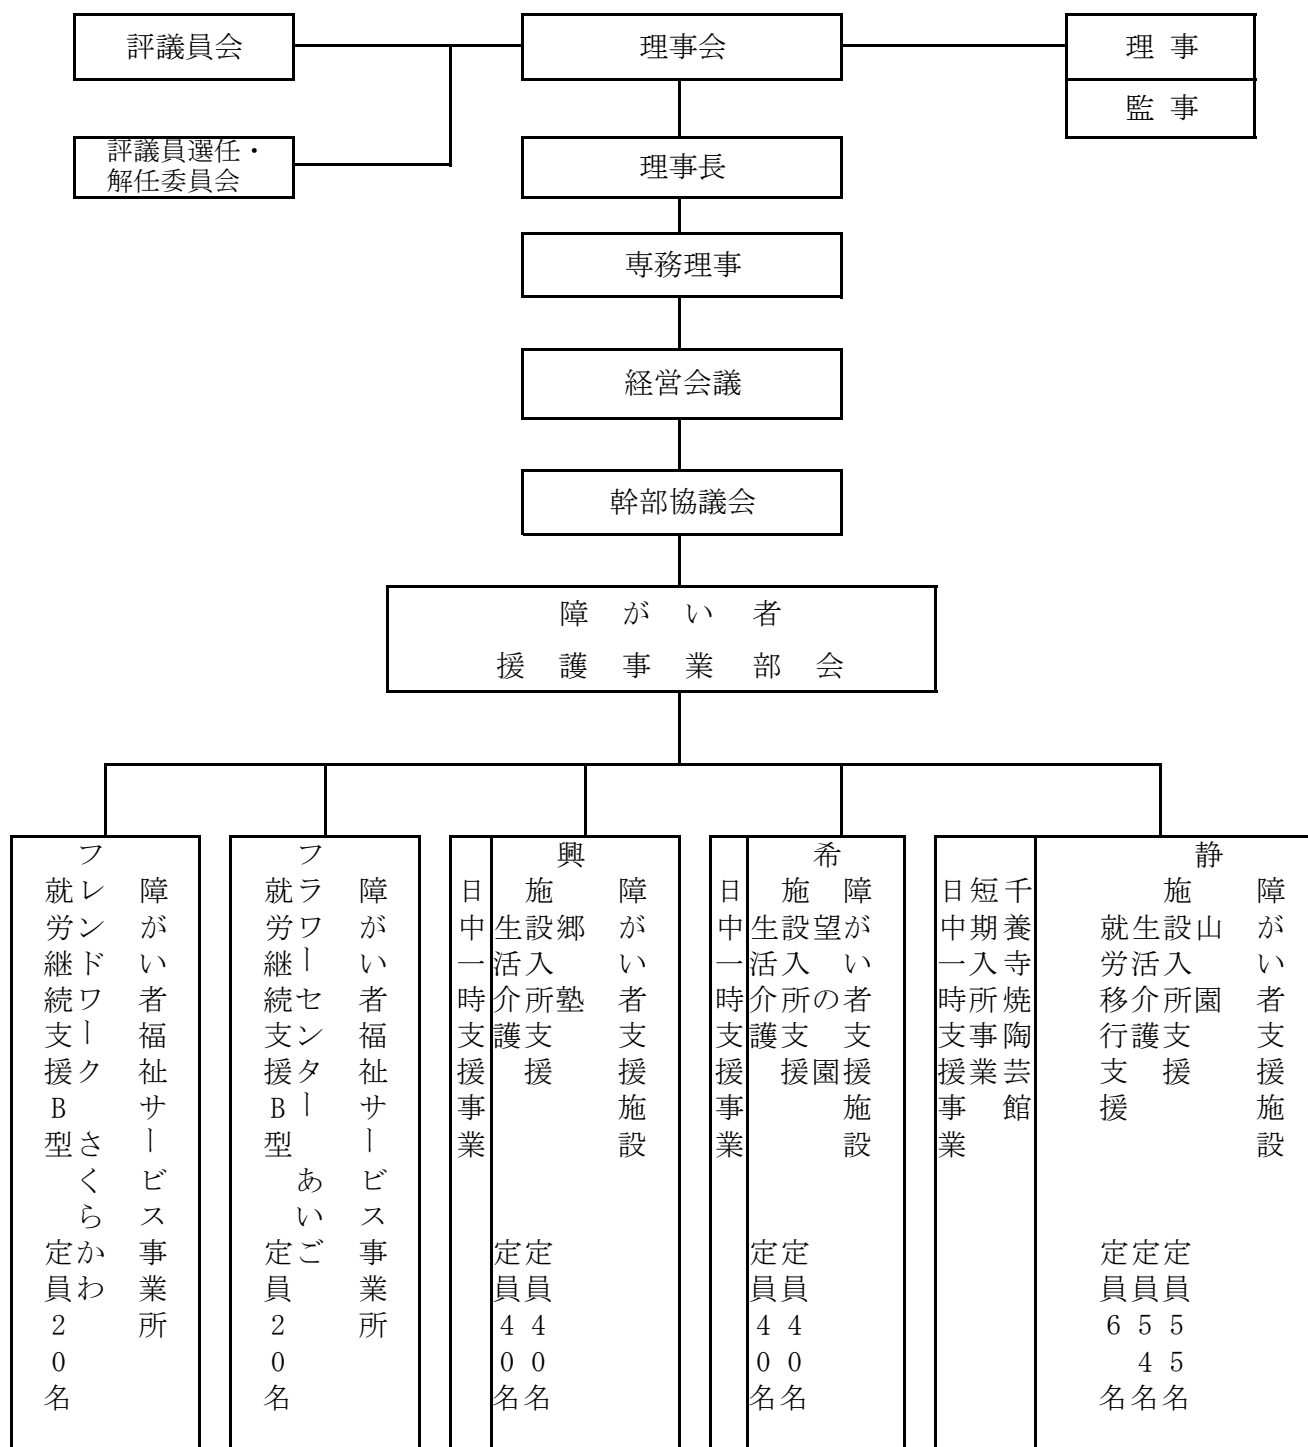 評議員会
理事会
理事
監事
評議員選任・
解任委員会
理事長
専務理事
経営会議
幹部協議会
障がい者
援護事業部会
障がい者支援施設
静山園
施設入所支援 定員55名
生活介護 定員54名
就労移行支援 定員6名
千養寺焼陶芸館
短期入所事業
日中一時支援事業
障がい者支援施設
希望の園
施設入所支援 定員40名
生活介護 定員40名
日中一時支援事業
障がい者支援施設
興郷塾
施設入所支援 定員40名
生活介護 定員40名
日中一時支援事業
障がい者福祉サービス事業所
フラワーセンター あいご
就労継続支援B型 定員20名
障がい者福祉サービス事業所
フレンドワーク さくらかわ
就労継続支援B型 定員20名